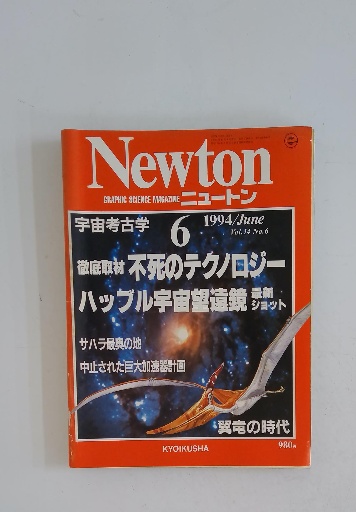 Newton
GRAPHIC SCIENCE MAGAZINE ニュートン
宇宙考古学
6
1994/June
Vol.14 No.6
徹底取材 不死のテクノロジー
ハッブル宇宙望遠鏡 最新ショット
サハラ最奥の地
中止された巨大加速器計画
翼竜の時代
KYOIKUSHA
980円